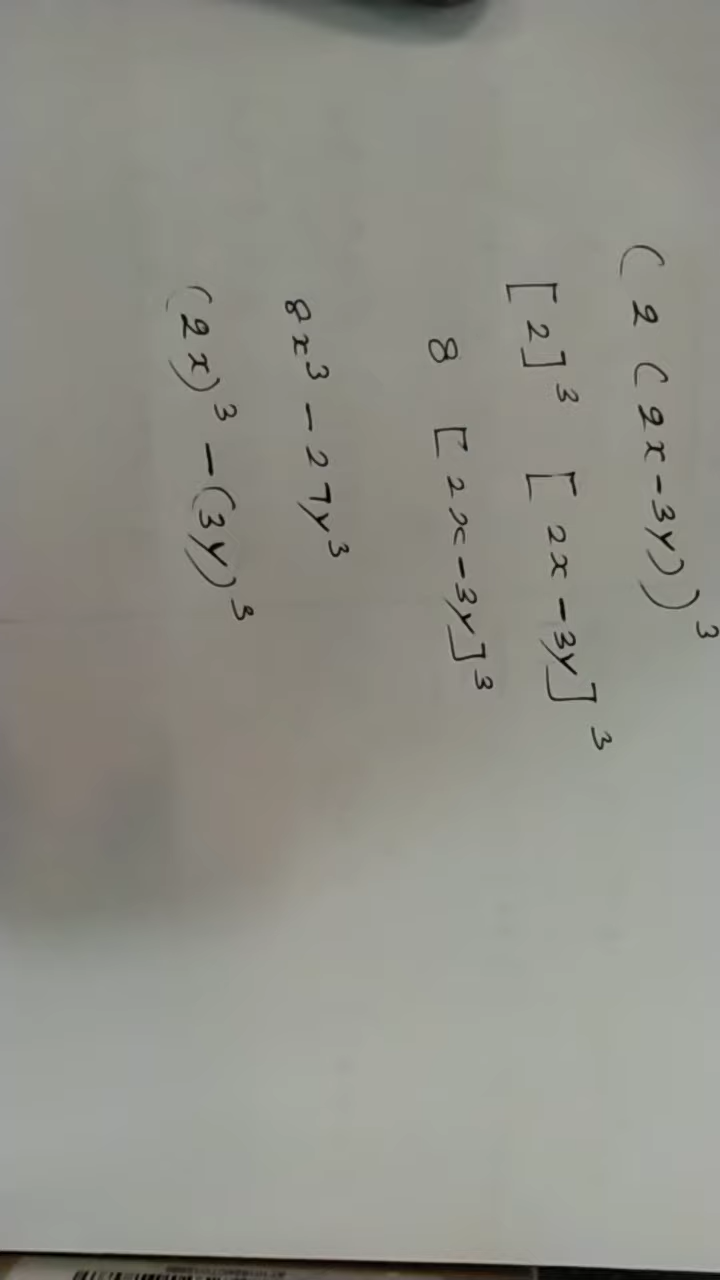 (2(2x-3y))³
[2]³ [2x-3y]³
8 [2x-3y]³
8x³ - 27y³
(2x)³ - (3y)³